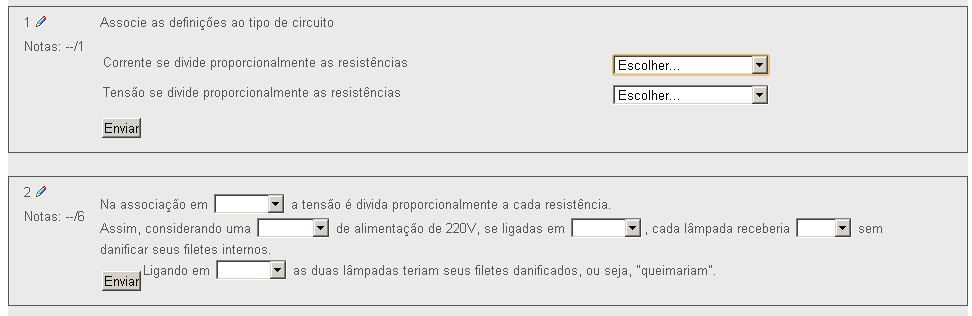 1 Associe as definições ao tipo de circuito
Notas: --/1
Corrente se divide proporcionalmente as resistências Escolher...
Tensão se divide proporcionalmente as resistências Escolher...
Enviar
2
Notas: --/6
Na associação em a tensão é divida proporcionalmente a cada resistência.
Assim, considerando uma de alimentação de 220V, se ligadas em , cada lâmpada receberia sem
danificar seus filetes internos.
Ligando em as duas lâmpadas teriam seus filetes danificados, ou seja, "queimariam".
Enviar